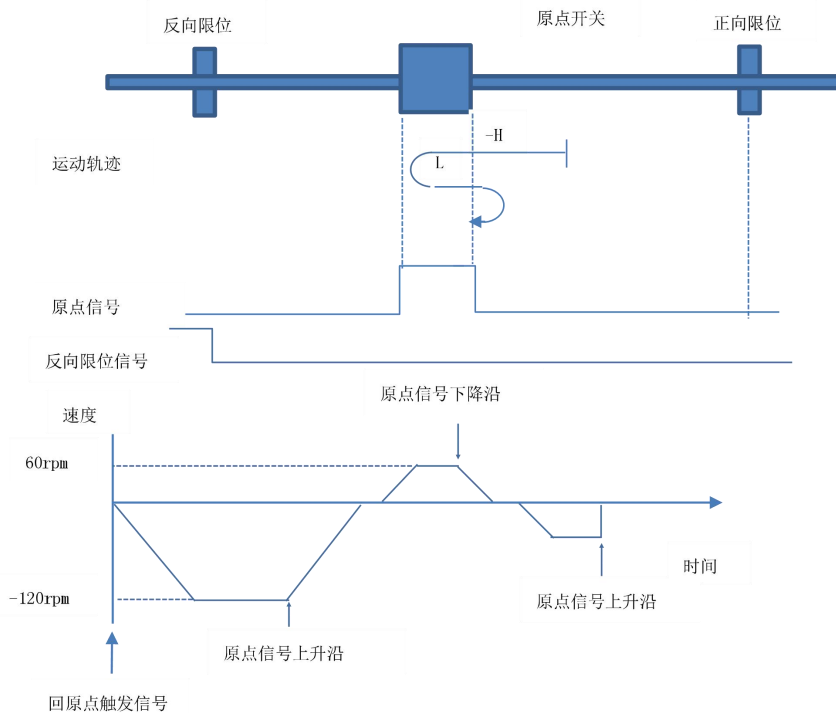 反向限位
原点开关
正向限位
-H
L
运动轨迹
原点信号
反向限位信号
原点信号下降沿
速度
60rpm
时间
-120rpm
原点信号上升沿
原点信号上升沿
回原点触发信号